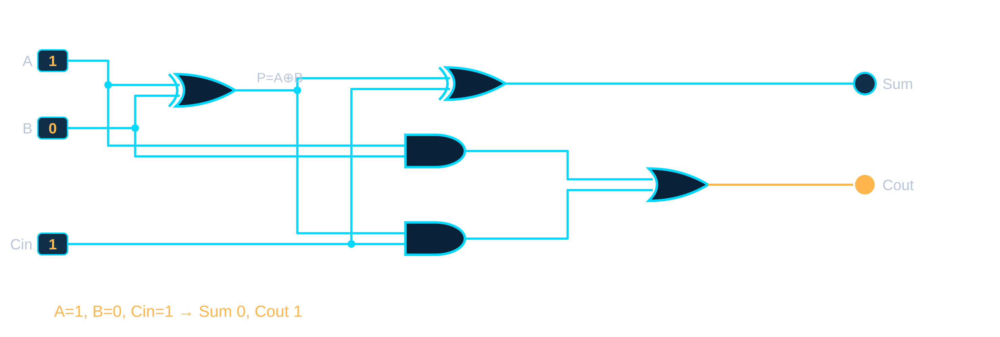 A 1
P=A⊕B
Sum
B 0
Cout
Cin 1
A=1, B=0, Cin=1 → Sum 0, Cout 1